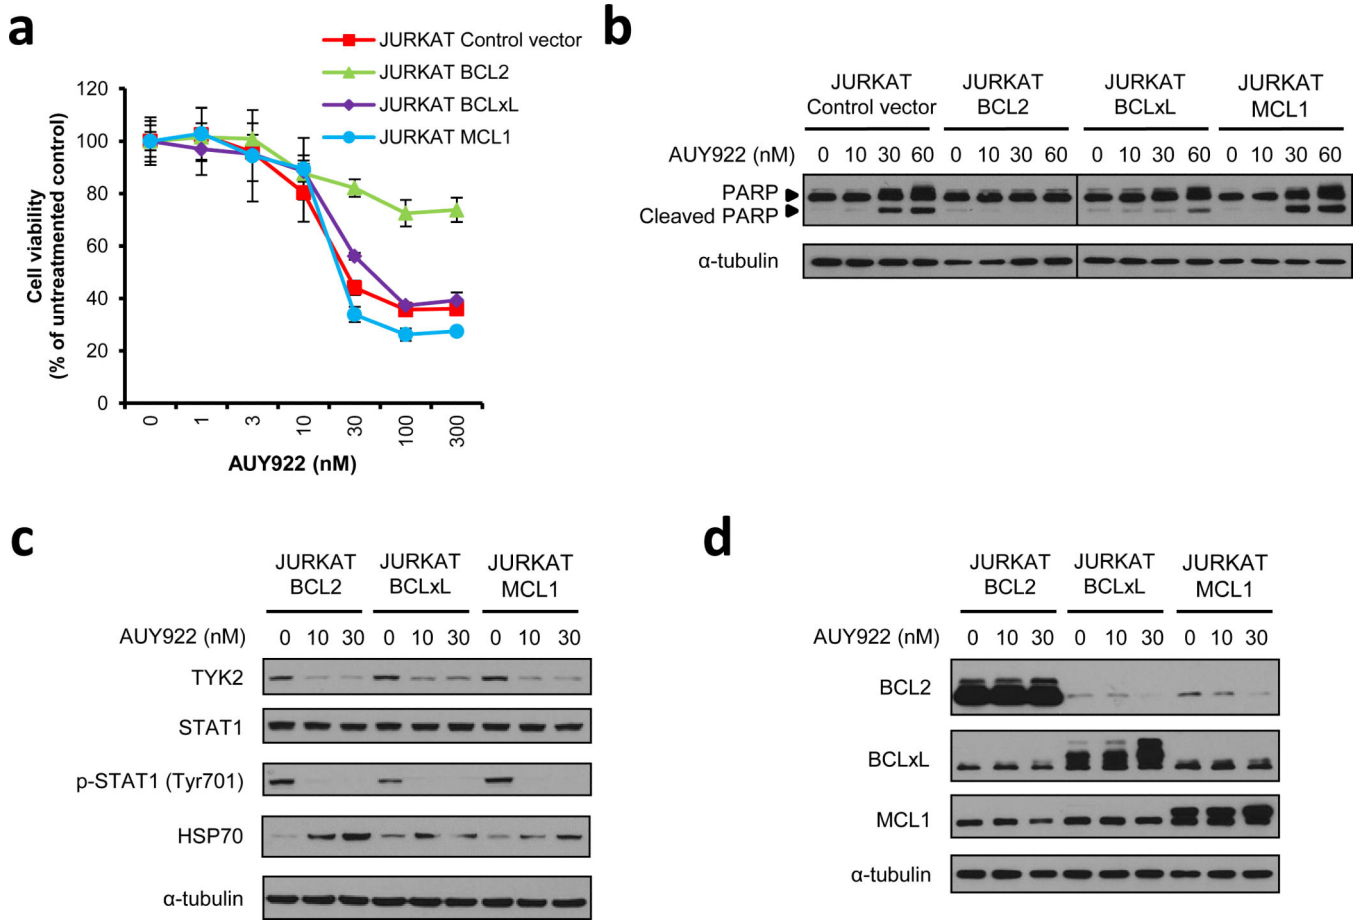 a
JURKAT Control vector
JURKAT BCL2
JURKAT BCLxL
JURKAT MCL1
120
100
80
60
40
20
0
Cell viability
(% of untreatmented control)
0 1 3 10 30 100 300
AUY922 (nM)
b
JURKAT Control vector
JURKAT BCL2
JURKAT BCLxL
JURKAT MCL1
AUY922 (nM) 0 10 30 60 0 10 30 60 0 10 30 60 0 10 30 60
PARP
Cleaved PARP
α-tubulin
c
JURKAT BCL2
JURKAT BCLxL
JURKAT MCL1
AUY922 (nM) 0 10 30 0 10 30 0 10 30
TYK2
STAT1
p-STAT1 (Tyr701)
HSP70
α-tubulin
d
JURKAT BCL2
JURKAT BCLxL
JURKAT MCL1
AUY922 (nM) 0 10 30 0 10 30 0 10 30
BCL2
BCLxL
MCL1
α-tubulin